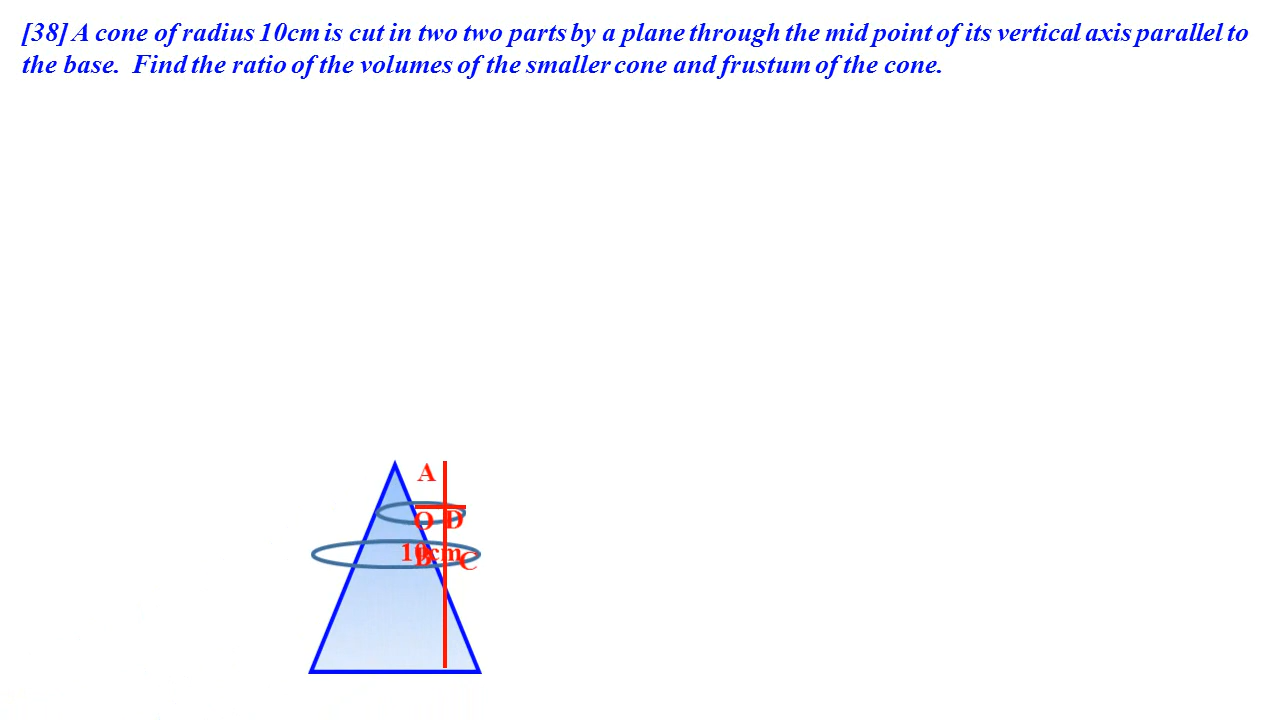 [38] A cone of radius 10cm is cut in two two parts by a plane through the mid point of its vertical axis parallel to
the base. Find the ratio of the volumes of the smaller cone and frustum of the cone.
A
O D
10cm
B C